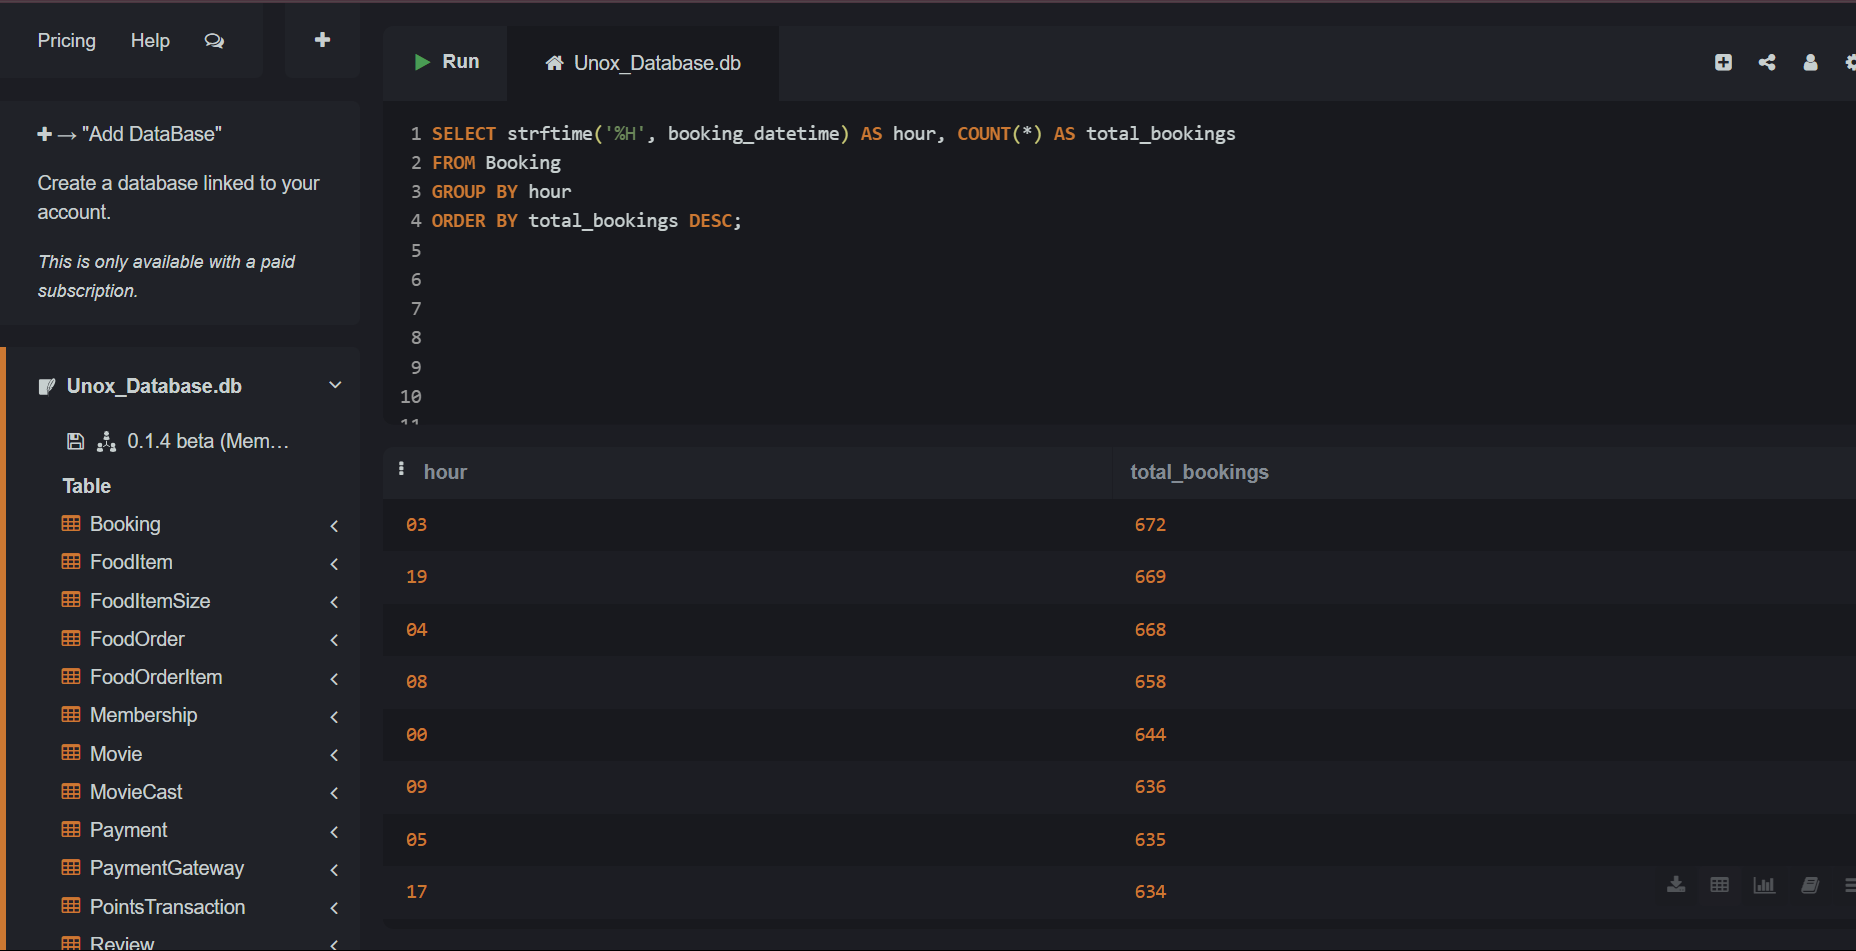 Pricing Help
+ → "Add DataBase"
Create a database linked to your
account.
This is only available with a paid
subscription.
Unox_Database.db
0.1.4 beta (Mem...
Table
Booking
FoodItem
FoodItemSize
FoodOrder
FoodOrderItem
Membership
Movie
MovieCast
Payment
PaymentGateway
PointsTransaction
Review
Run Unox_Database.db
1 SELECT strftime('%H', booking_datetime) AS hour, COUNT(*) AS total_bookings
2 FROM Booking
3 GROUP BY hour
4 ORDER BY total_bookings DESC;
5
6
7
8
9
10
11
hour total_bookings
03 672
19 669
04 668
08 658
00 644
09 636
05 635
17 634